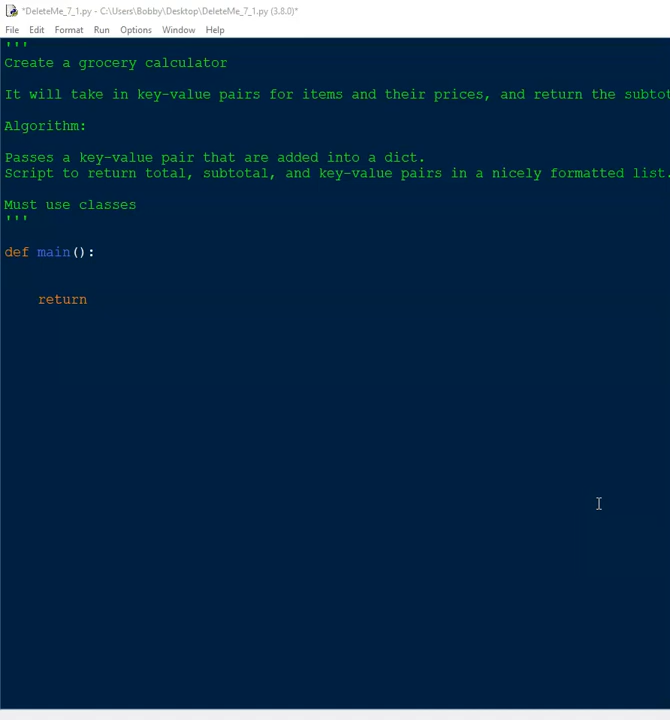 *DeleteMe_7_1.py - C:\Users\Bobby\Desktop\DeleteMe_7_1.py (3.8.0)*
File Edit Format Run Options Window Help
'''
Create a grocery calculator
It will take in key-value pairs for items and their prices, and return the subtot
Algorithm:
Passes a key-value pair that are added into a dict.
Script to return total, subtotal, and key-value pairs in a nicely formatted list.
Must use classes
'''
def main():
return